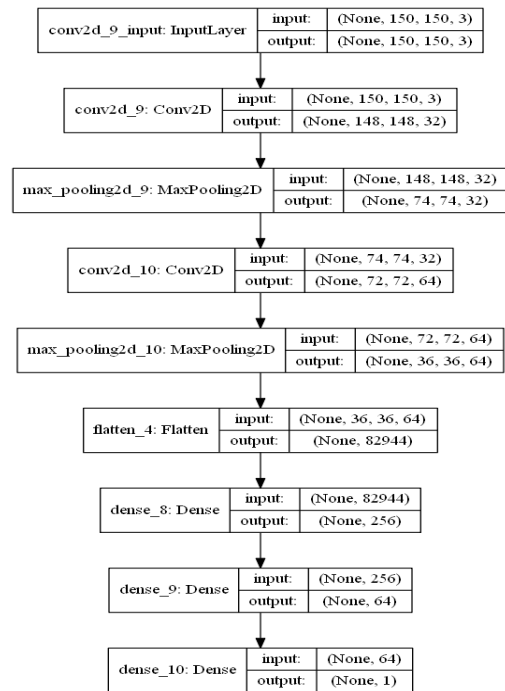 conv2d_9_input: InputLayer
input: (None, 150, 150, 3)
output: (None, 150, 150, 3)
conv2d_9: Conv2D
input: (None, 150, 150, 3)
output: (None, 148, 148, 32)
max_pooling2d_9: MaxPooling2D
input: (None, 148, 148, 32)
output: (None, 74, 74, 32)
conv2d_10: Conv2D
input: (None, 74, 74, 32)
output: (None, 72, 72, 64)
max_pooling2d_10: MaxPooling2D
input: (None, 72, 72, 64)
output: (None, 36, 36, 64)
flatten_4: Flatten
input: (None, 36, 36, 64)
output: (None, 82944)
dense_8: Dense
input: (None, 82944)
output: (None, 256)
dense_9: Dense
input: (None, 256)
output: (None, 64)
dense_10: Dense
input: (None, 64)
output: (None, 1)